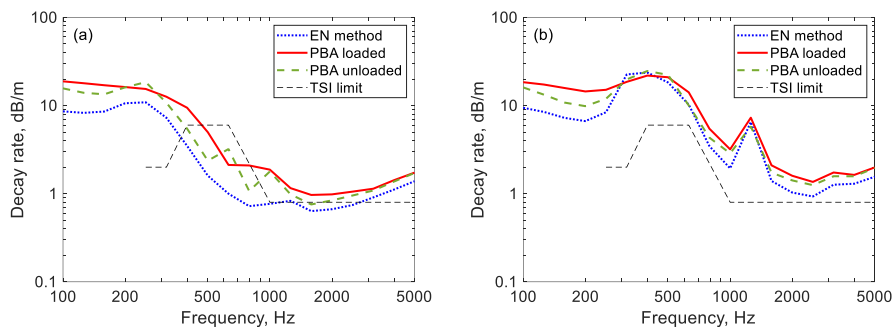 (a)
EN method
PBA loaded
PBA unloaded
TSI limit
100
10
1
0.1
Decay rate, dB/m
100 200 500 1000 2000 5000
Frequency, Hz
(b)
EN method
PBA loaded
PBA unloaded
TSI limit
100
10
1
0.1
Decay rate, dB/m
100 200 500 1000 2000 5000
Frequency, Hz